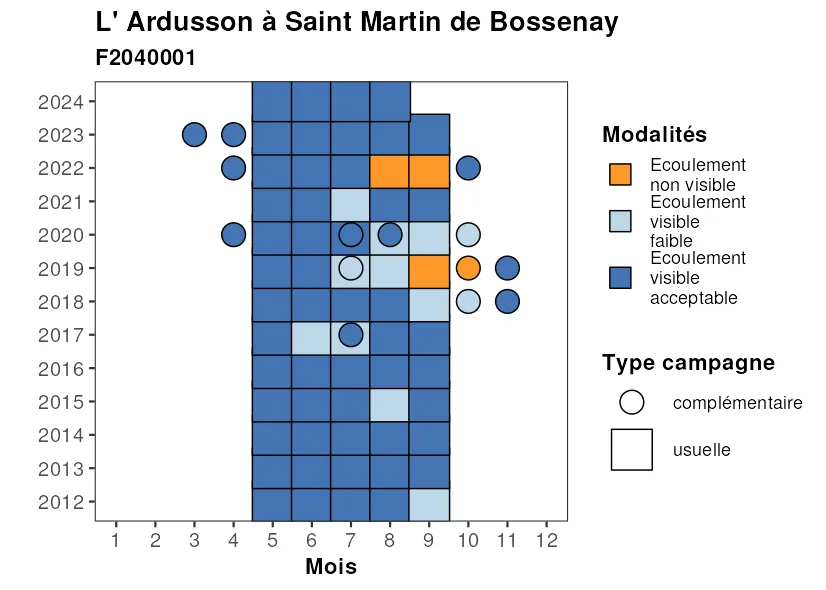 L' Ardusson à Saint Martin de Bossenay
F2040001
2024
2023
2022
2021
2020
2019
2018
2017
2016
2015
2014
2013
2012
1 2 3 4 5 6 7 8 9 10 11 12
Mois
Modalités
Ecoulement
non visible
Ecoulement
visible
faible
Ecoulement
visible
acceptable
Type campagne
complémentaire
usuelle